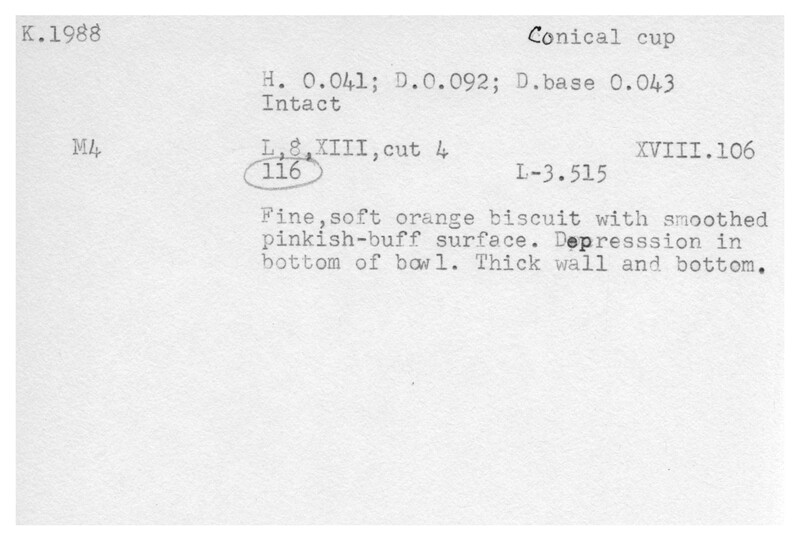 K.1988 Conical cup
H. 0.041; D.0.092; D.base 0.043
Intact
M4 L,8,XIII,cut 4 XVIII.106
116 L-3.515
Fine,soft orange biscuit with smoothed
pinkish-buff surface. Depresssion in
bottom of bowl. Thick wall and bottom.